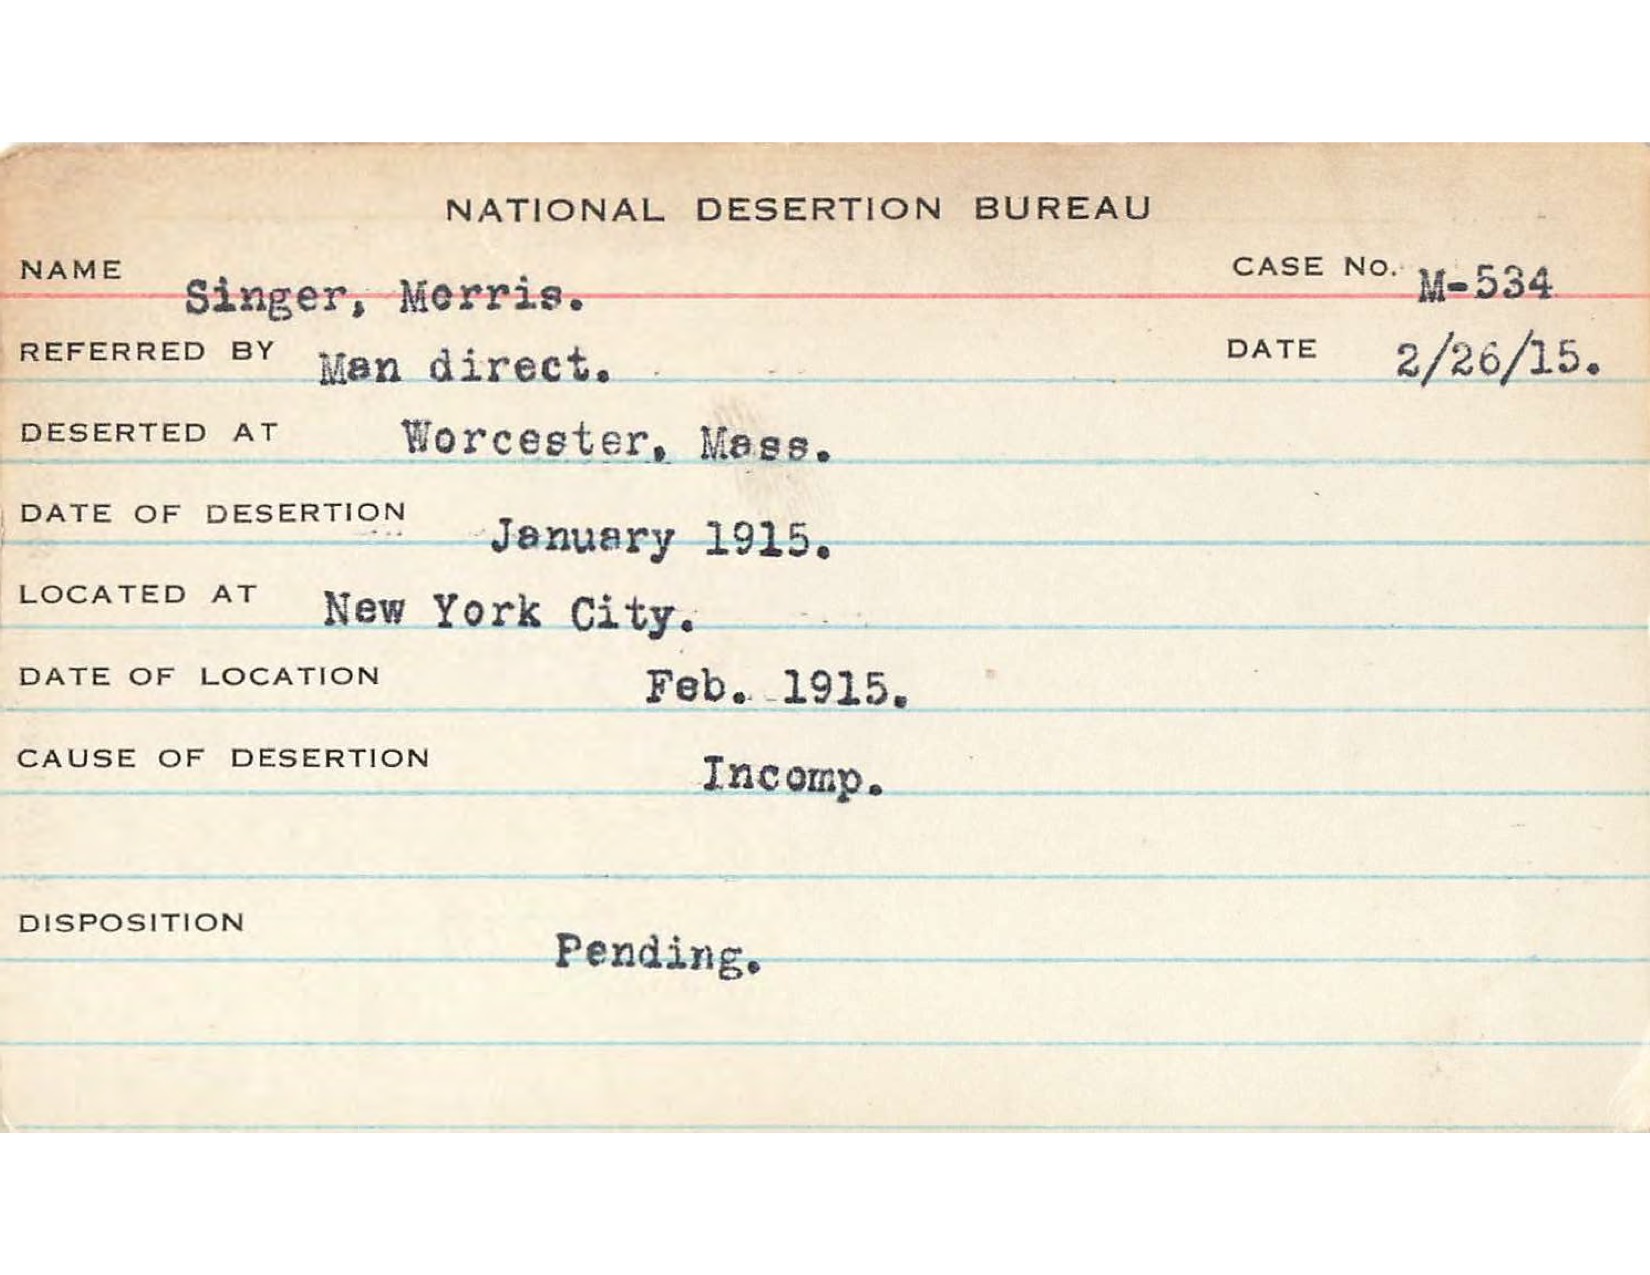 NATIONAL DESERTION BUREAU
NAME Singer, Morris. CASE No. M-534
REFERRED BY Man direct. DATE 2/26/15.
DESERTED AT Worcester, Mass.
DATE OF DESERTION January 1915.
LOCATED AT New York City.
DATE OF LOCATION Feb. 1915.
CAUSE OF DESERTION Incomp.
DISPOSITION Pending.